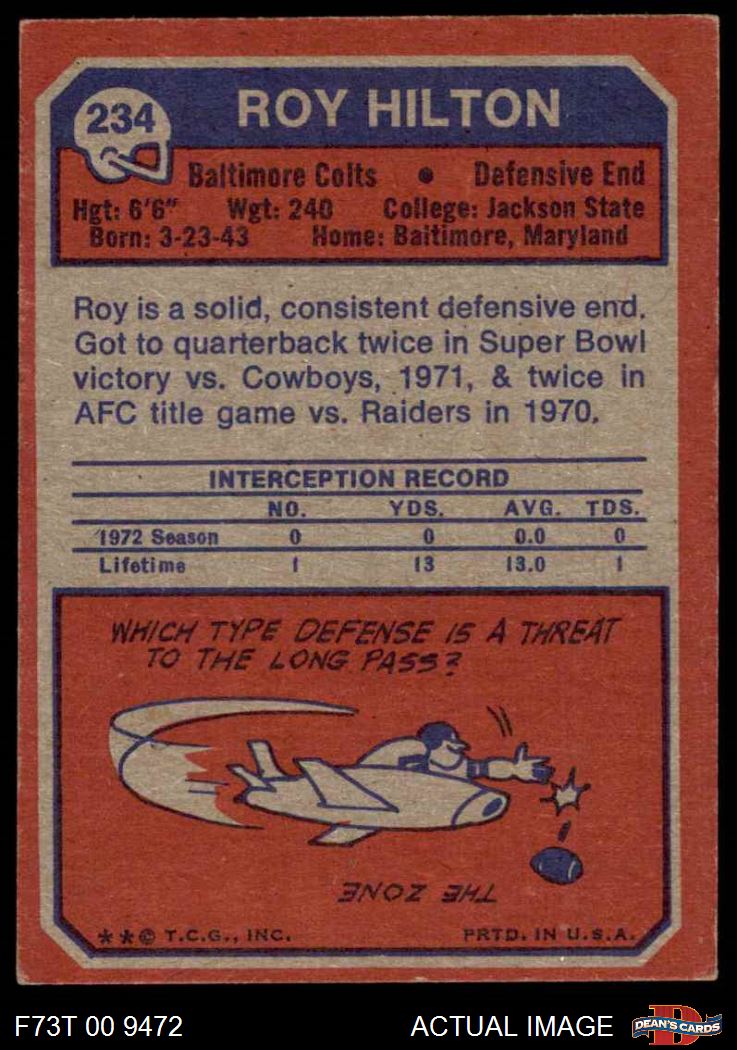 234
ROY HILTON
Baltimore Colts • Defensive End
Hgt: 6'6" Wgt: 240 College: Jackson State
Born: 3-23-43 Home: Baltimore, Maryland
Roy is a solid, consistent defensive end.
Got to quarterback twice in Super Bowl
victory vs. Cowboys, 1971, & twice in
AFC title game vs. Raiders in 1970.
INTERCEPTION RECORD
NO. YDS. AVG. TDS.
1972 Season 0 0 0.0 0
Lifetime 1 13 13.0 1
WHICH TYPE DEFENSE IS A THREAT
TO THE LONG PASS?
THE ZONE
**© T.C.G., INC. PRTD. IN U.S.A.
F73T 00 9472 ACTUAL IMAGE D DEAN'S CARDS